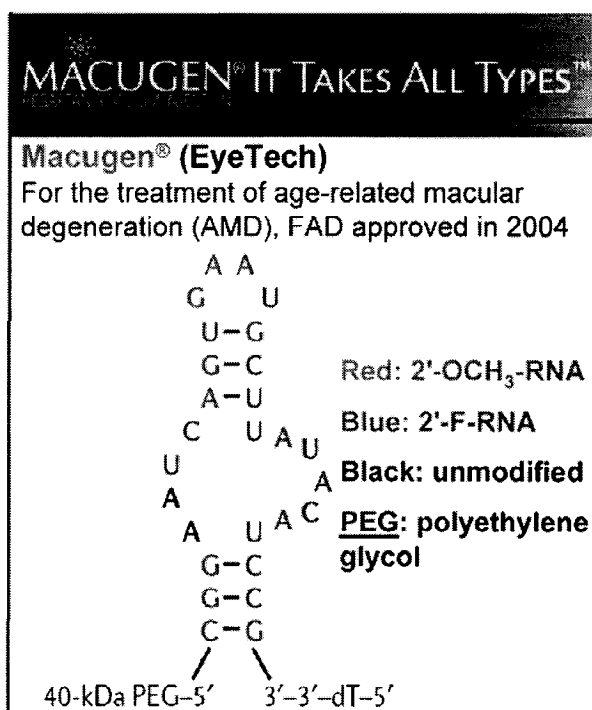 MACUGEN® IT TAKES ALL TYPES™
Macugen® (EyeTech)
For the treatment of age-related macular
degeneration (AMD), FAD approved in 2004
A A
G U
U–G
G–C
A–U
C U A U
U A
A C
A U A
G–C
G–C
C–G
40-kDa PEG–5′ 3′–3′–dT–5′
Red: 2'-OCH₃-RNA
Blue: 2'-F-RNA
Black: unmodified
PEG: polyethylene
glycol